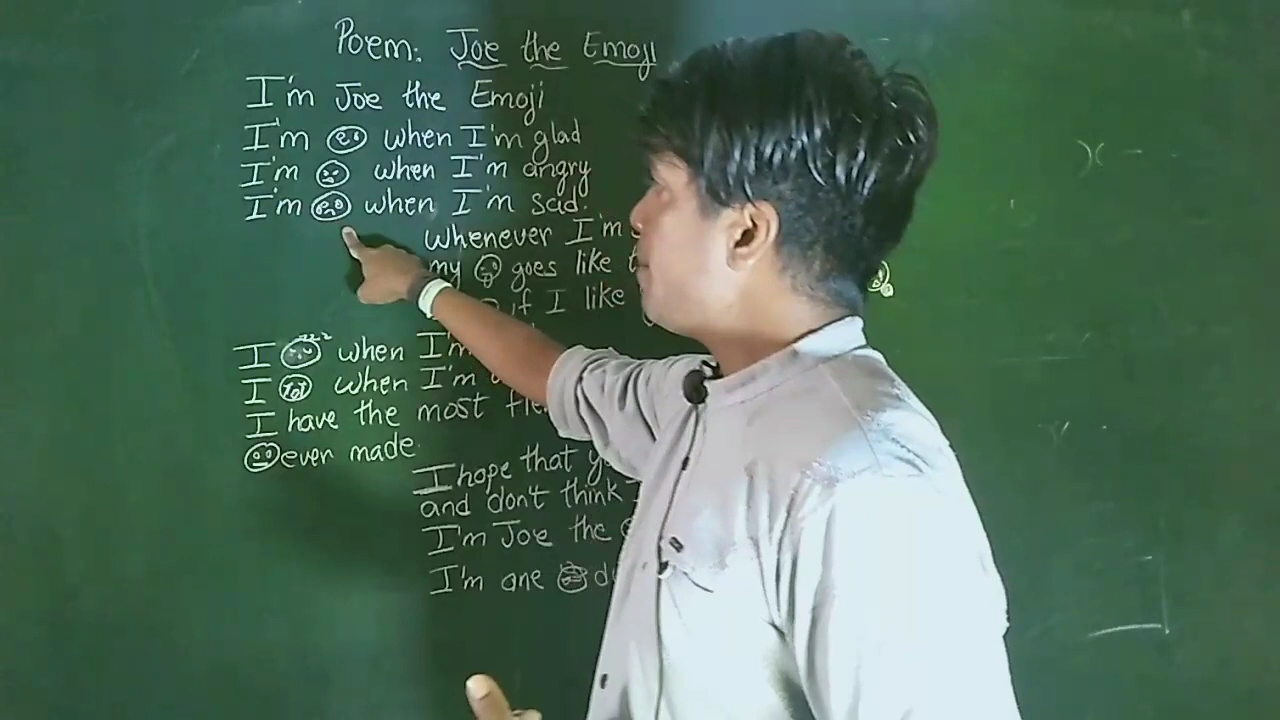 Poem: Joe the Emoji
I'm Joe the Emoji
I'm when I'm glad
I'm when I'm angry
I'm when I'm sad.
Whenever I'm
my goes like
if I like
I zzz when I'm
I when I'm
I have the most
ever made.
I hope that
and don't think
I'm Joe the
I'm one